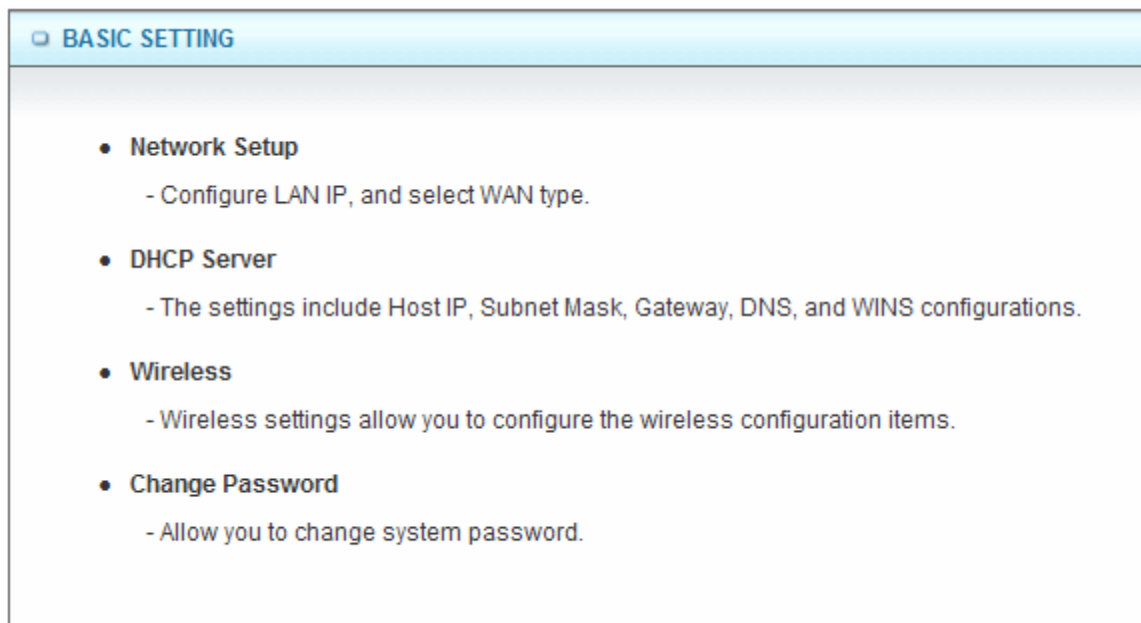 BASIC SETTING
• Network Setup
- Configure LAN IP, and select WAN type.
• DHCP Server
- The settings include Host IP, Subnet Mask, Gateway, DNS, and WINS configurations.
• Wireless
- Wireless settings allow you to configure the wireless configuration items.
• Change Password
- Allow you to change system password.